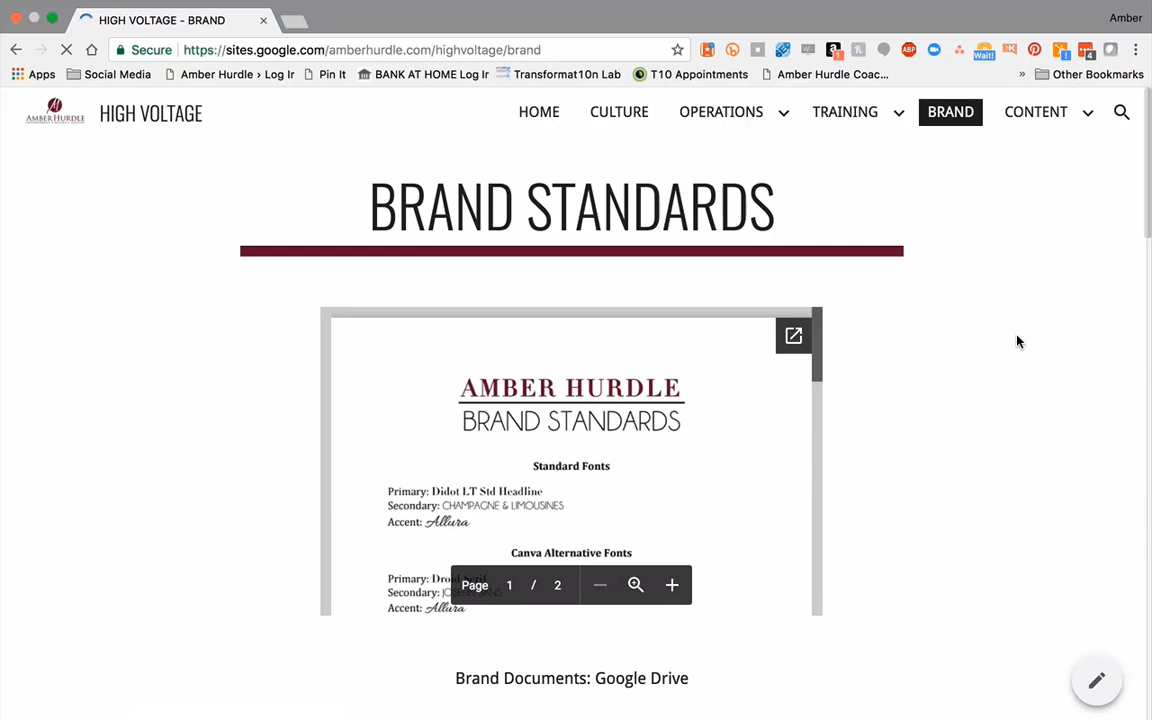 HIGH VOLTAGE - BRAND
Amber
Secure https://sites.google.com/amberhurdle.com/highvoltage/brand
Apps Social Media Amber Hurdle › Log Ir Pin It BANK AT HOME Log Ir Transformat10n Lab T10 Appointments Amber Hurdle Coac... » Other Bookmarks
AMBER HURDLE
HIGH VOLTAGE
HOME CULTURE OPERATIONS TRAINING BRAND CONTENT
BRAND STANDARDS
AMBER HURDLE
BRAND STANDARDS
Standard Fonts
Primary: Didot LT Std Headline
Secondary: CHAMPAGNE & LIMOUSINES
Accent: Allura
Canva Alternative Fonts
Primary: Droid Serif
Secondary: JOSEFIN SANS
Accent: Allura
Page 1 / 2
Brand Documents: Google Drive